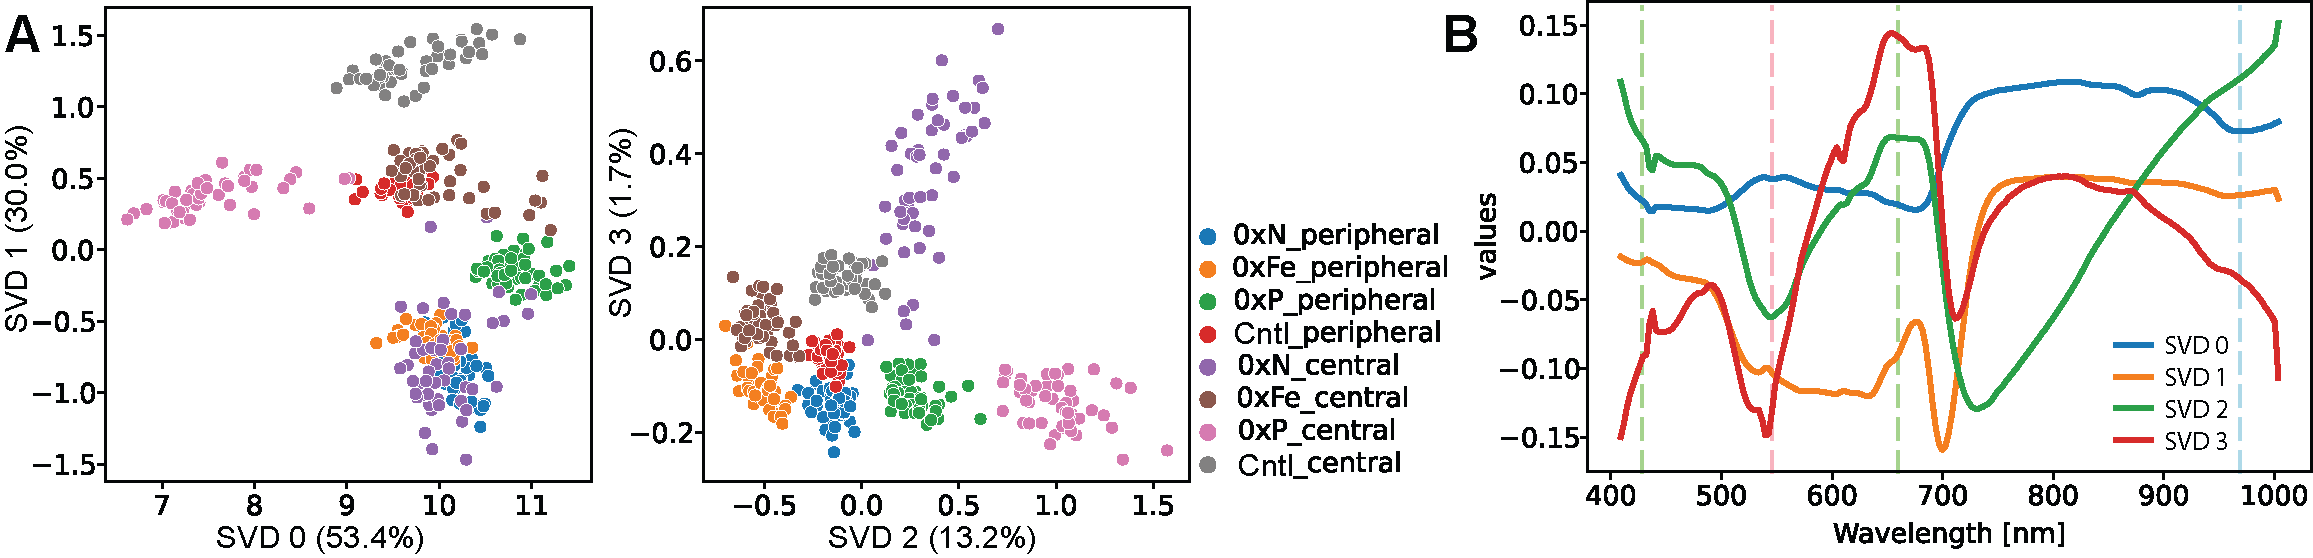 A
1.5
1.0
0.5
0.0
−0.5
−1.0
−1.5
SVD 1 (30.0%)
7 8 9 10 11
SVD 0 (53.4%)
0.6
0.4
0.2
0.0
−0.2
SVD 3 (1.7%)
−0.5 0.0 0.5 1.0 1.5
SVD 2 (13.2%)
0xN_peripheral
0xFe_peripheral
0xP_peripheral
Cntl_peripheral
0xN_central
0xFe_central
0xP_central
Cntl_central
B
0.15
0.10
0.05
0.00
−0.05
−0.10
−0.15
values
SVD 0
SVD 1
SVD 2
SVD 3
400 500 600 700 800 900 1000
Wavelength [nm]